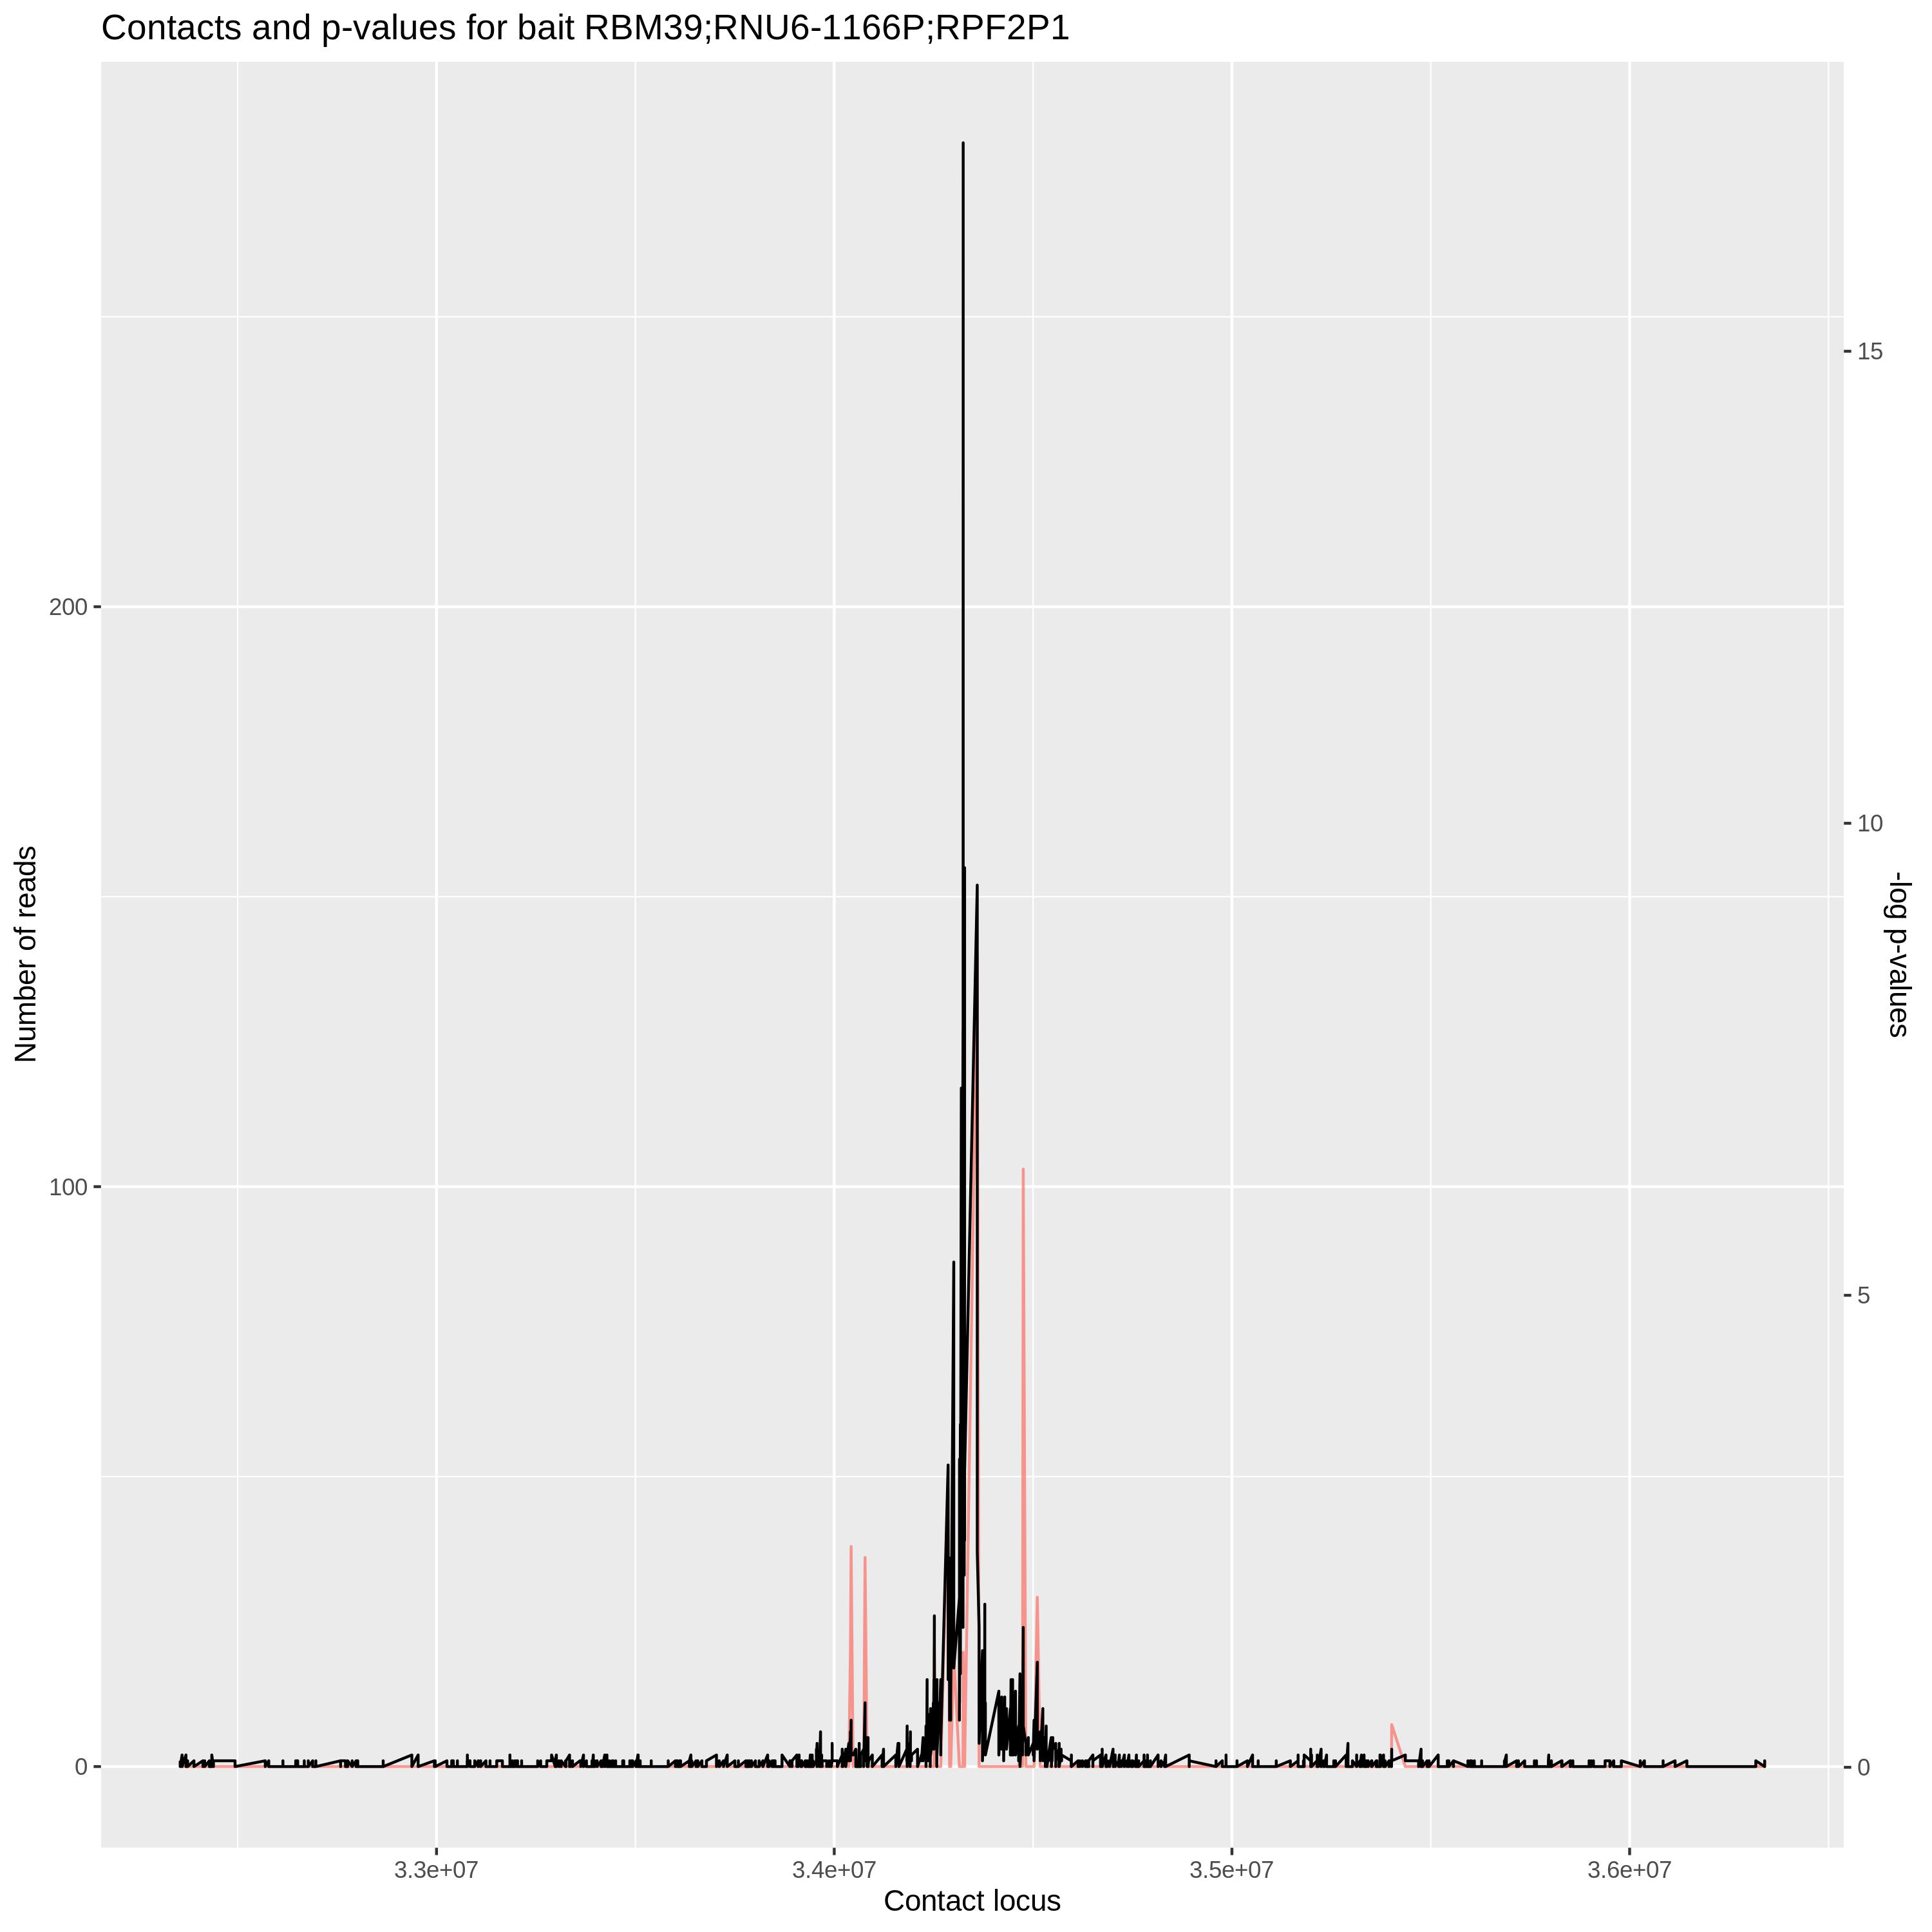 Contacts and p-values for bait RBM39;RNU6-1166P;RPF2P1
Number of reads
200
100
0
15
10
5
0
-log p-values
3.3e+07
3.4e+07
3.5e+07
3.6e+07
Contact locus